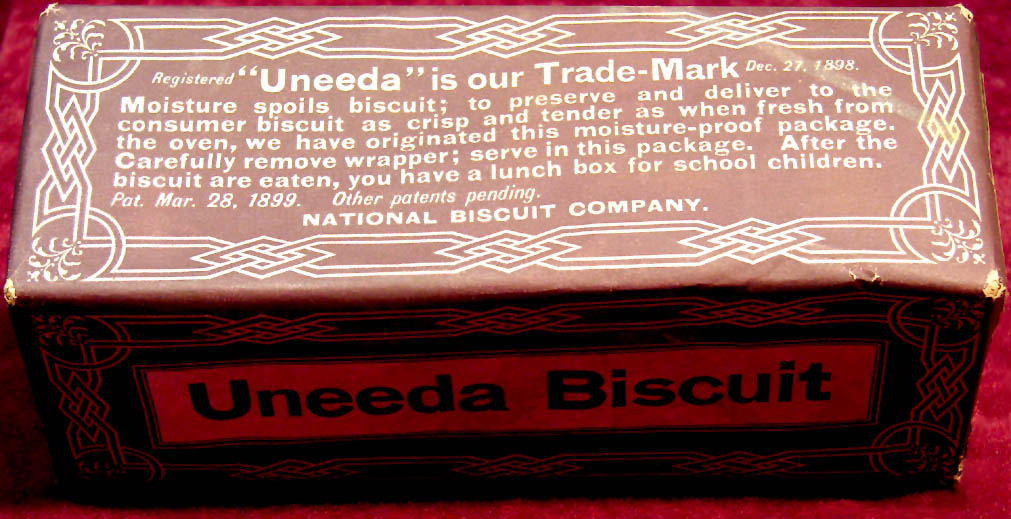 Registered "Uneeda" is our Trade-Mark Dec. 27, 1898.
Moisture spoils biscuit; to preserve and deliver to the
consumer biscuit as crisp and tender as when fresh from
the oven, we have originated this moisture-proof package.
Carefully remove wrapper; serve in this package. After the
biscuit are eaten, you have a lunch box for school children.
Pat. Mar. 28, 1899. Other patents pending.
NATIONAL BISCUIT COMPANY.
Uneeda Biscuit